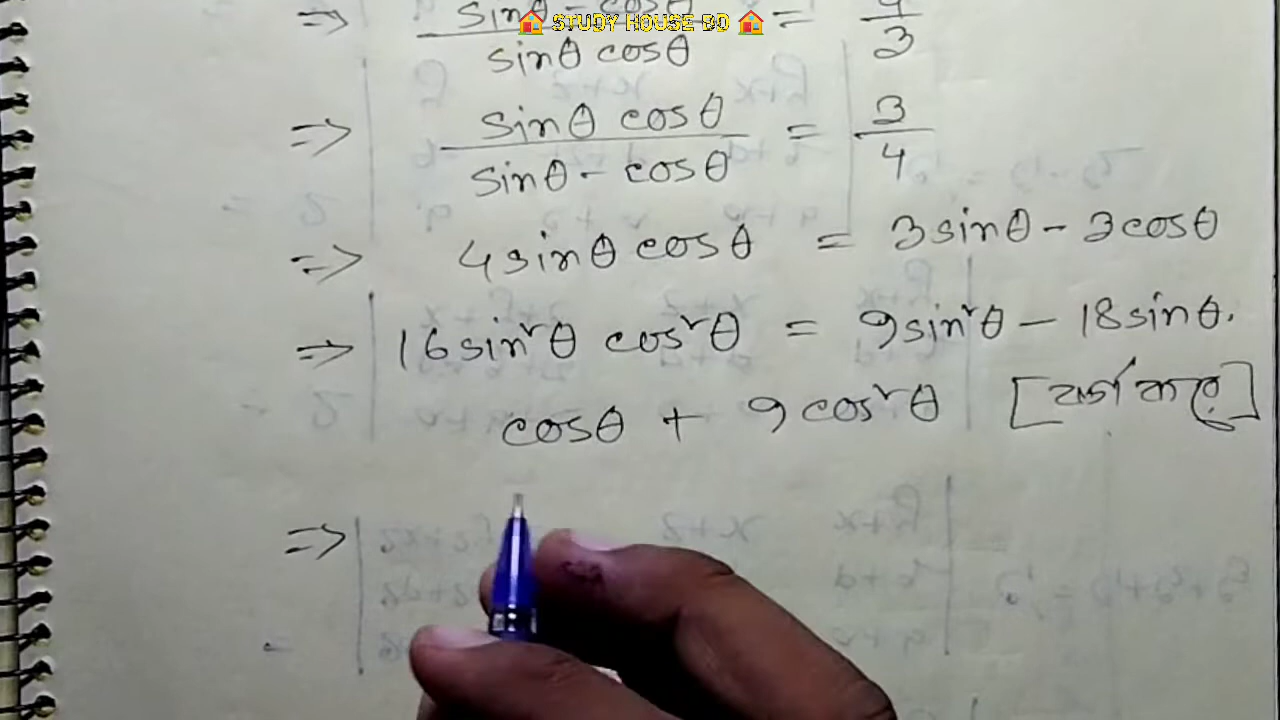 🏠 STUDY HOUSE BD 🏠
=> sinθ - cosθ / sinθ cosθ = 4/3
=> sinθ cosθ / sinθ - cosθ = 3/4
=> 4sinθ cosθ = 3sinθ - 3cosθ
=> 16sin²θ cos²θ = 9sin²θ - 18sinθ.
cosθ + 9cos²θ [বর্গ করে]
=>